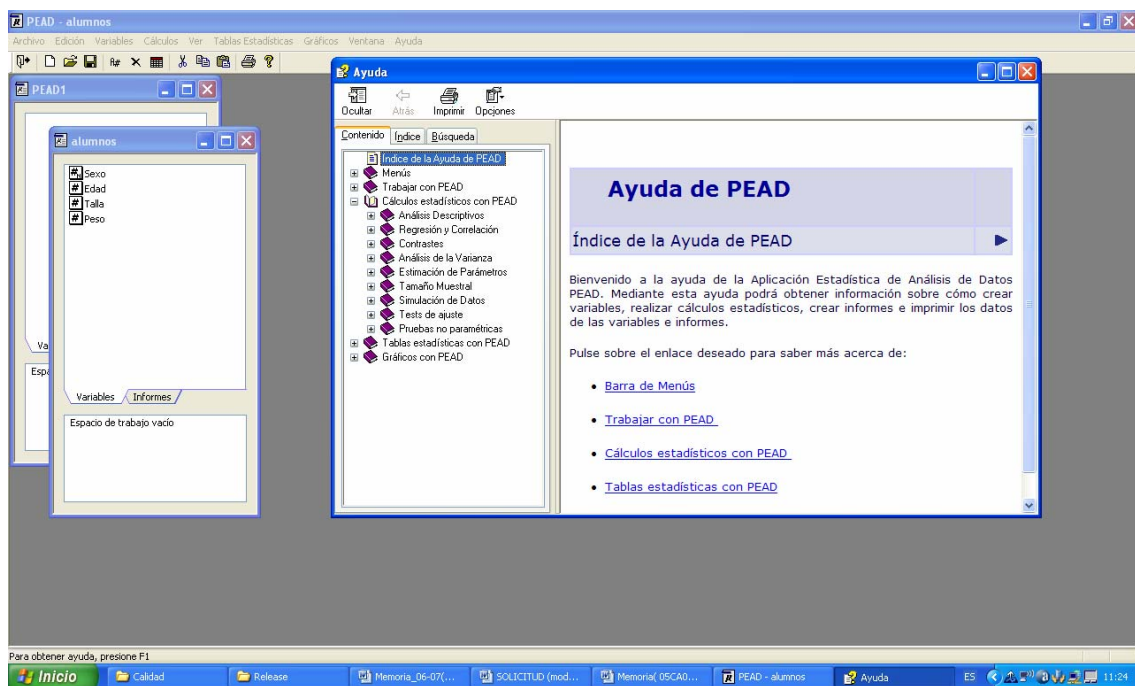 PEAD - alumnos
Archivo Edición Variables Cálculos Ver Tablas Estadísticas Gráficos Ventana Ayuda
PEAD1
alumnos
Sexo
Edad
Talla
Peso
Variables Informes
Espacio de trabajo vacío
Va
Espa
Ayuda
Ocultar Atrás Imprimir Opciones
Contenido Índice Búsqueda
Índice de la Ayuda de PEAD
Menús
Trabajar con PEAD
Cálculos estadísticos con PEAD
Análisis Descriptivos
Regresión y Correlación
Contrastes
Análisis de la Varianza
Estimación de Parámetros
Tamaño Muestral
Simulación de Datos
Tests de ajuste
Pruebas no paraméticas
Tablas estadísticas con PEAD
Gráficos con PEAD
Ayuda de PEAD
Índice de la Ayuda de PEAD
Bienvenido a la ayuda de la Aplicación Estadística de Análisis de Datos
PEAD. Mediante esta ayuda podrá obtener información sobre cómo crear
variables, realizar cálculos estadísticos, crear informes e imprimir los datos
de las variables e informes.
Pulse sobre el enlace deseado para saber más acerca de:
Barra de Menús
Trabajar con PEAD
Cálculos estadísticos con PEAD
Tablas estadísticas con PEAD
Para obtener ayuda, presione F1
Inicio Calidad Release Memoria_06-07(... SOLICITUD (mod... Memoria( 05CA0... PEAD - alumnos Ayuda ES 11:24